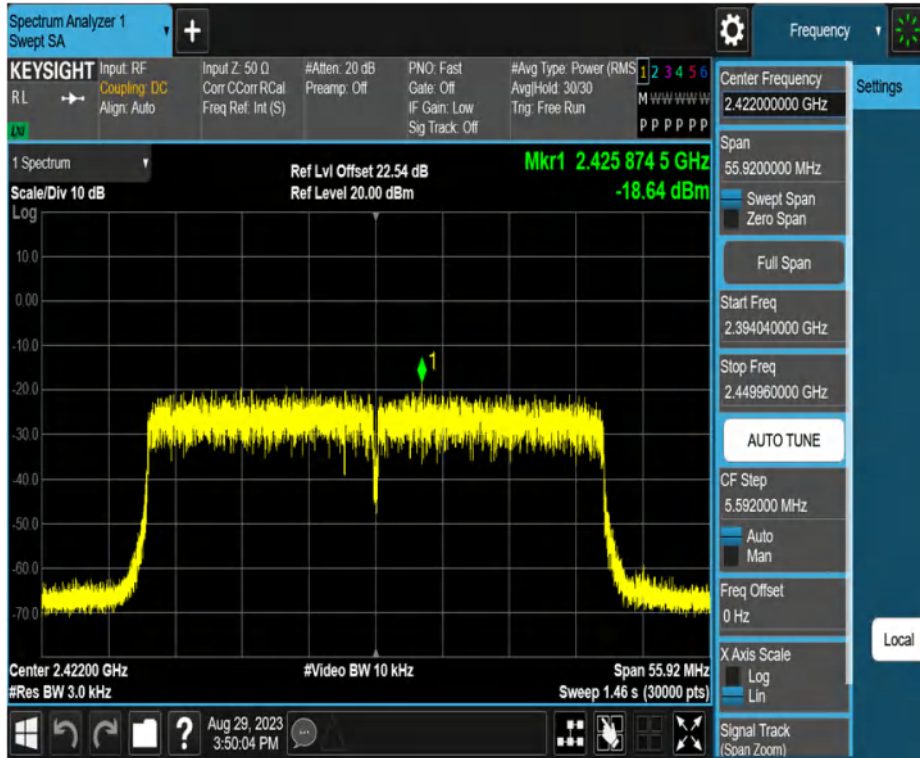 Spectrum Analyzer 1
Swept SA
Frequency
KEYSIGHT
RL
LXI
Input: RF
Coupling: DC
Align: Auto
Input Z: 50 Ω
Corr CCorr RCal
Freq Ref: Int (S)
#Atten: 20 dB
Preamp: Off
PNO: Fast
Gate: Off
IF Gain: Low
Sig Track: Off
#Avg Type: Power (RMS
Avg|Hold: 30/30
Trig: Free Run
1 2 3 4 5 6
M W W W W W
P P P P P P
1 Spectrum
Scale/Div 10 dB
Log
Ref Lvl Offset 22.54 dB
Ref Level 20.00 dBm
Mkr1 2.425 874 5 GHz
-18.64 dBm
10.0
0.00
-10.0
-20.0
-30.0
-40.0
-50.0
-60.0
-70.0
1
Center 2.42200 GHz
#Res BW 3.0 kHz
#Video BW 10 kHz
Span 55.92 MHz
Sweep 1.46 s (30000 pts)
?
Aug 29, 2023
3:50:04 PM
Center Frequency
2.422000000 GHz
Span
55.9200000 MHz
Swept Span
Zero Span
Full Span
Start Freq
2.394040000 GHz
Stop Freq
2.449960000 GHz
AUTO TUNE
CF Step
5.592000 MHz
Auto
Man
Freq Offset
0 Hz
X Axis Scale
Log
Lin
Signal Track
(Span Zoom)
Settings
Local